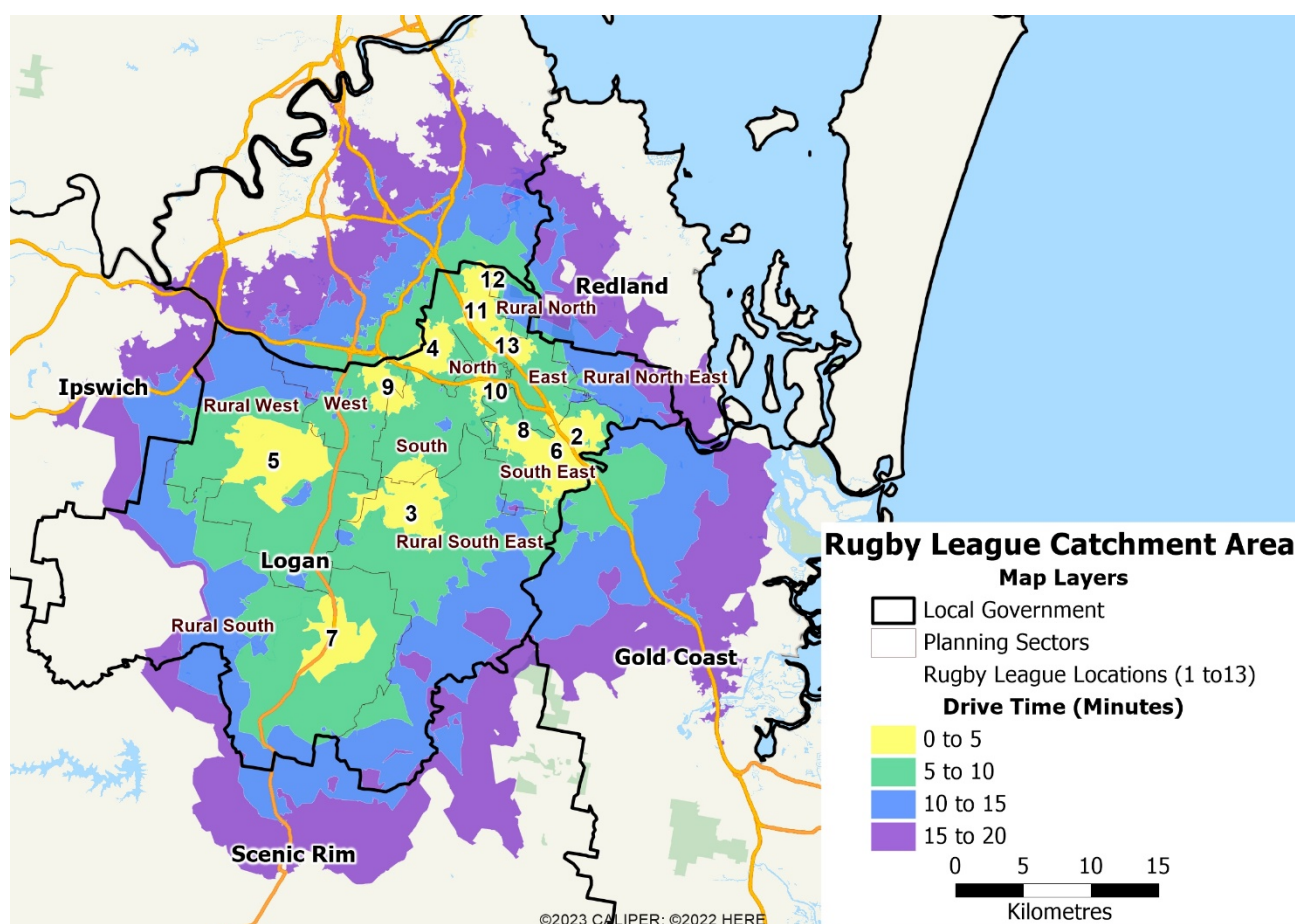 12
Redland
11
Rural North
4
13
North
Ipswich
East
Rural North East
9
10
Rural West
West
8
2
South
6
5
South East
3
Rural South East
Logan
Rural South
7
Gold Coast
Scenic Rim
Rugby League Catchment Area
Map Layers
Local Government
Planning Sectors
Rugby League Locations (1 to13)
Drive Time (Minutes)
0 to 5
5 to 10
10 to 15
15 to 20
0 5 10 15
Kilometres
©2023 CALIPER; ©2022 HERE